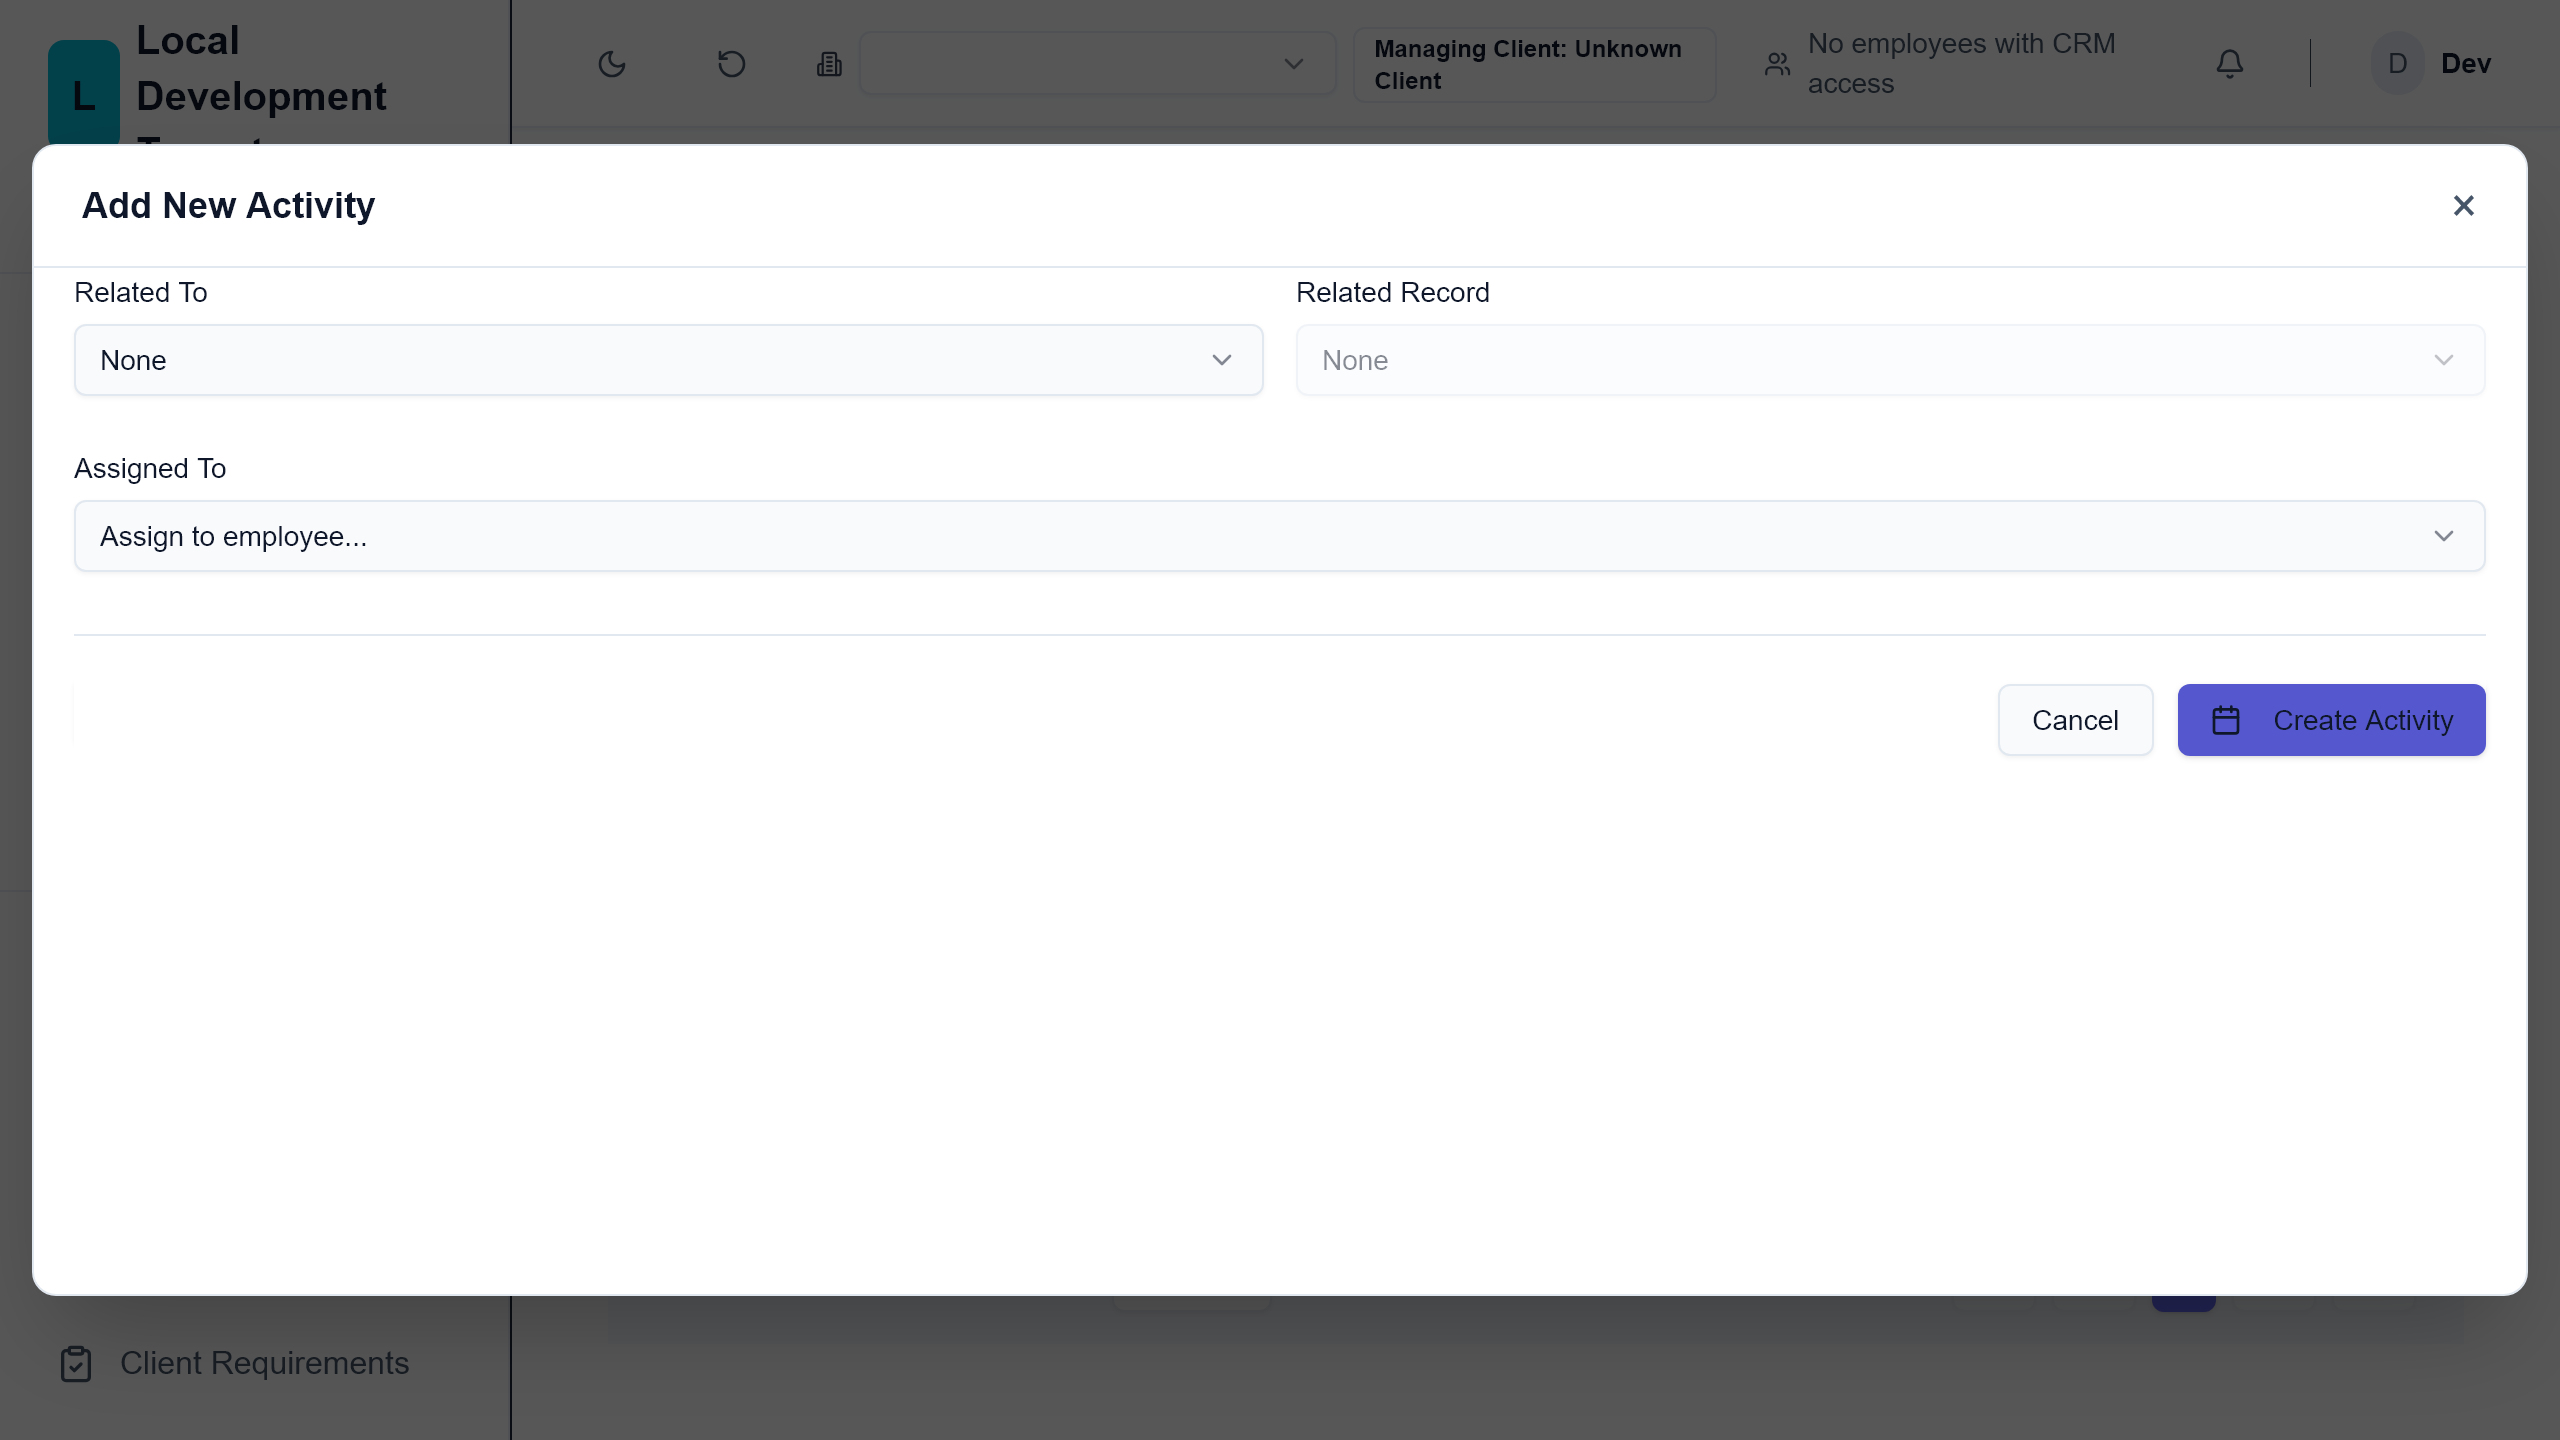 Local
Development
L
Managing Client: Unknown
Client
No employees with CRM
access
D
Dev
Add New Activity
Related To
Related Record
None
None
Assigned To
Assign to employee...
Cancel
Create Activity
Client Requirements